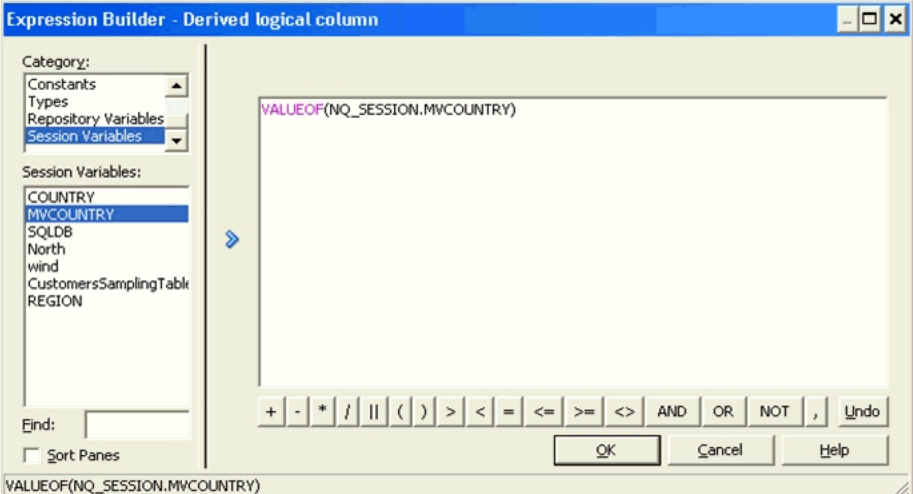 Expression Builder - Derived logical column
Category:
Constants
Types
Repository Variables
Session Variables
Session Variables:
COUNTRY
MVCOUNTRY
SQLDB
North
wind
CustomersSamplingTable
REGION
Find:
Sort Panes
VALUEOF(NQ_SESSION.MVCOUNTRY)
+ - * / || ( ) > < = <= >= <> AND OR NOT , Undo
OK Cancel Help
VALUEOF(NQ_SESSION.MVCOUNTRY)